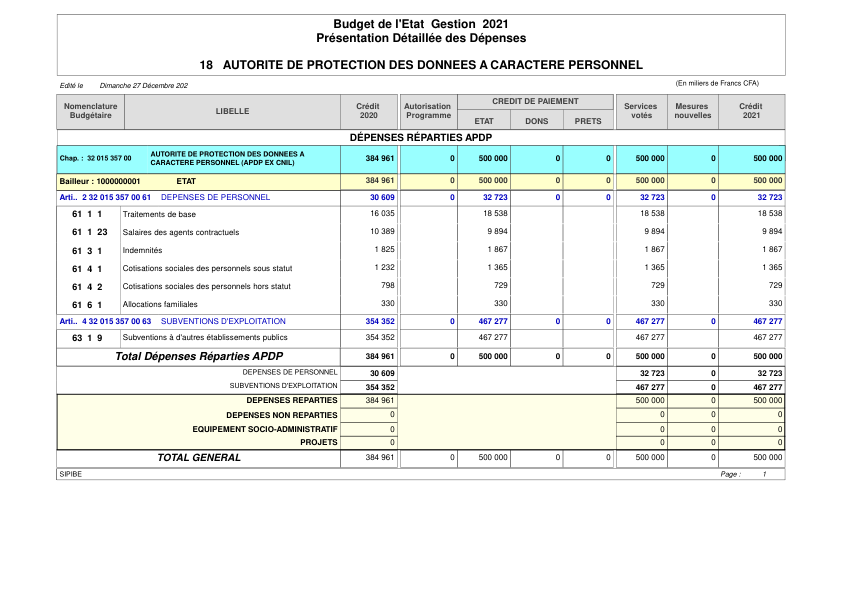 Budget de l'Etat  Gestion  2021
Présentation Détaillée des Dépenses
18   AUTORITE DE PROTECTION DES DONNEES A CARACTERE PERSONNEL
Edité le   Dimanche 27 Décembre 202   (En miliers de Francs CFA)
Nomenclature Budgétaire   LIBELLE   Crédit 2020   Autorisation Programme   CREDIT DE PAIEMENT   ETAT   DONS   PRETS   Services votés   Mesures nouvelles   Crédit 2021
DÉPENSES RÉPARTIES APDP
Chap. :  32 015 357 00   AUTORITE DE PROTECTION DES DONNEES A CARACTERE PERSONNEL (APDP EX CNIL)   384 961   0   500 000   0   0   500 000   0   500 000
Bailleur : 1000000001   ETAT   384 961   0   500 000   0   0   500 000   0   500 000
Arti..  2 32 015 357 00 61   DEPENSES DE PERSONNEL   30 609   0   32 723   0   0   32 723   0   32 723
61  1  1   Traitements de base   16 035   18 538   18 538   18 538
61  1  23   Salaires des agents contractuels   10 389   9 894   9 894   9 894
61  3  1   Indemnités   1 825   1 867   1 867   1 867
61  4  1   Cotisations sociales des personnels sous statut   1 232   1 365   1 365   1 365
61  4  2   Cotisations sociales des personnels hors statut   798   729   729   729
61  6  1   Allocations familiales   330   330   330   330
Arti..  4 32 015 357 00 63   SUBVENTIONS D'EXPLOITATION   354 352   0   467 277   0   0   467 277   0   467 277
63  1  9   Subventions à d'autres établissements publics   354 352   467 277   467 277   467 277
Total Dépenses Réparties APDP   384 961   0   500 000   0   0   500 000   0   500 000
DEPENSES DE PERSONNEL   30 609   32 723   0   32 723
SUBVENTIONS D'EXPLOITATION   354 352   467 277   0   467 277
DEPENSES REPARTIES   384 961   500 000   0   500 000
DEPENSES NON REPARTIES   0   0   0   0
EQUIPEMENT SOCIO-ADMINISTRATIF   0   0   0   0
PROJETS   0   0   0   0
TOTAL GENERAL   384 961   0   500 000   0   0   500 000   0   500 000
SIPIBE   Page :   1